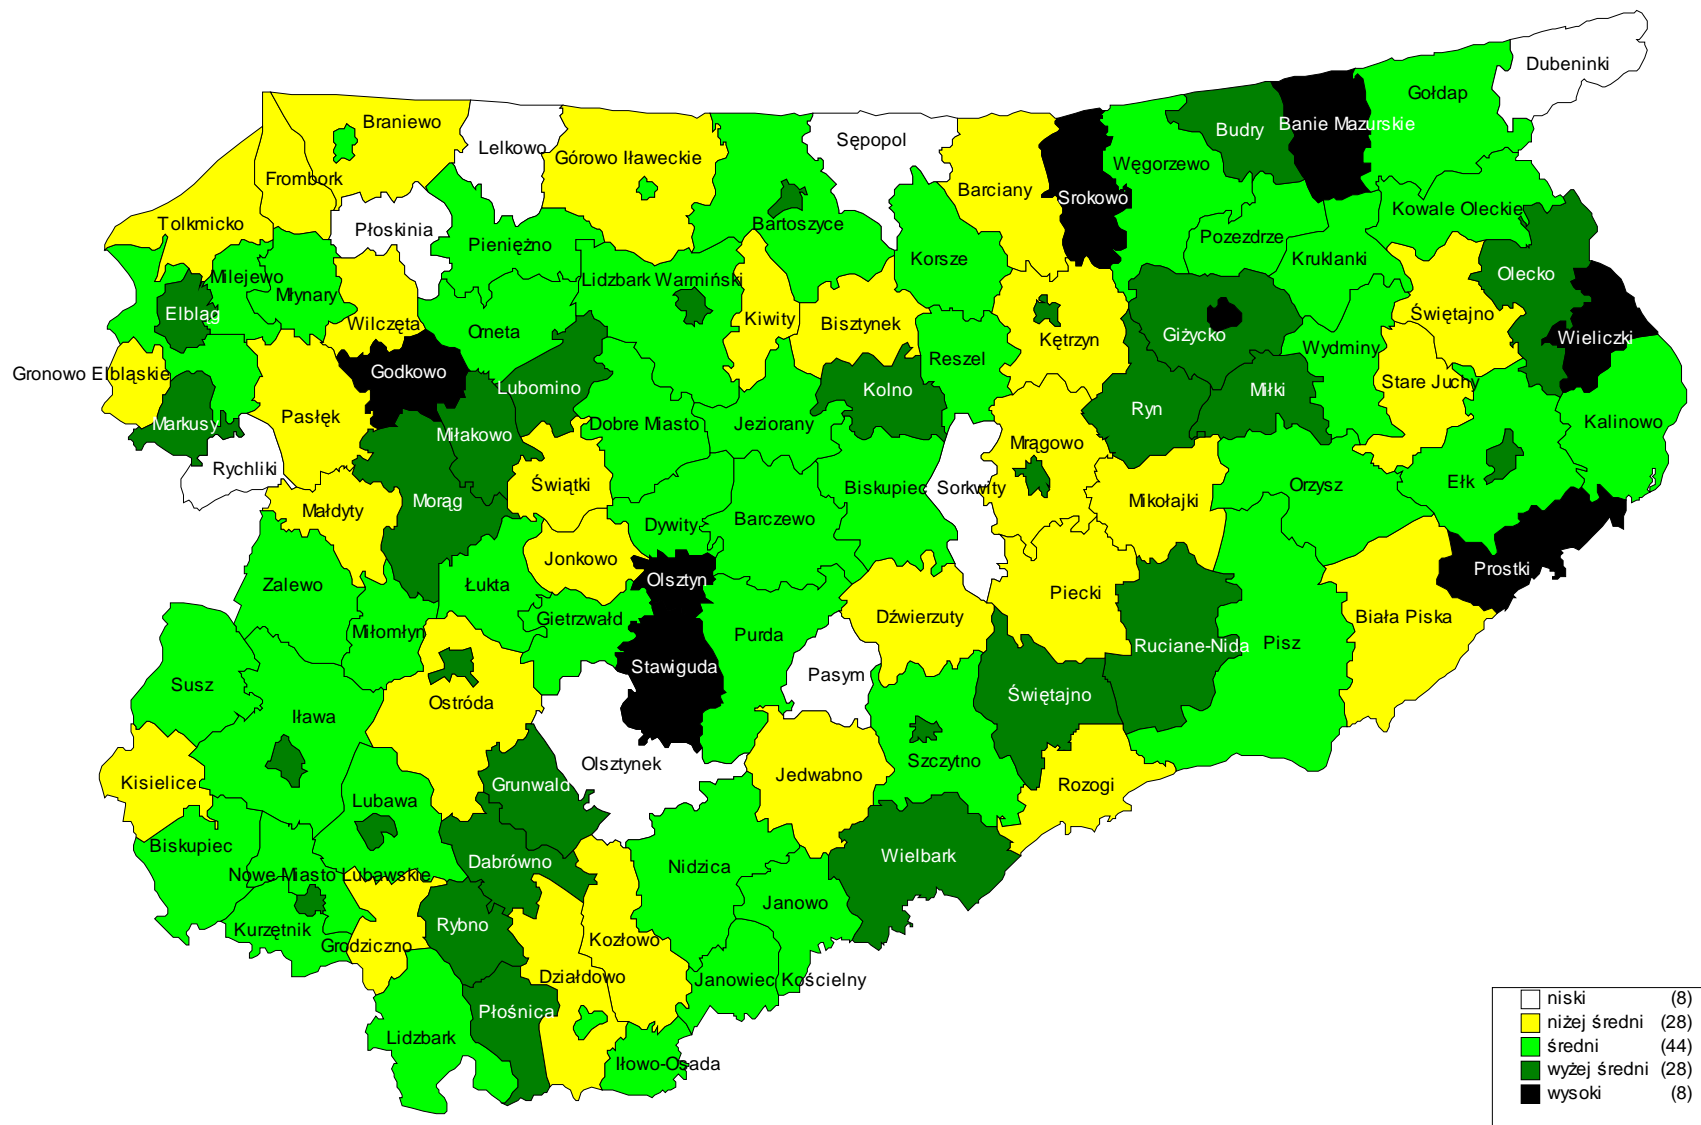 Dubeninki
Gołdap
Banie Mazurskie
Budry
Braniewo
Lelkowo
Sępopol
Górowo Iławeckie
Węgorzewo
Frombork
Barciany
Srokowo
Kowale Oleckie
Tolkmicko
Płoskinia
Bartoszyce
Pozezdrze
Pieniężno
Korsze
Kruklanki
Olecko
Milejewo
Lidzbark Warmiński
Młynary
Elbląg
Wilczęta
Orneta
Kiwity
Bisztynek
Kętrzyn
Giżycko
Świętajno
Wieliczki
Wydminy
Reszel
Gronowo Elbląskie
Godkowo
Lubomino
Kolno
Stare Juchy
Miłki
Ryn
Pasłęk
Markusy
Miłakowo
Dobre Miasto
Jeziorany
Kalinowo
Mrągowo
Rychliki
Świątki
Biskupiec
Sorkwity
Orzysz
Ełk
Małdyty
Morąg
Mikołajki
Dywity
Barczewo
Jonkowo
Prostki
Zalewo
Łukta
Olsztyn
Piecki
Gietrzwałd
Dźwierzuty
Biała Piska
Miłomłyn
Purda
Ruciane-Nida
Pisz
Stawiguda
Pasym
Susz
Świętajno
Ostróda
Iława
Olsztynek
Szczytno
Jedwabno
Kisielice
Grunwald
Rozogi
Lubawa
Biskupiec
Wielbark
Dabrówno
Nidzica
Nowe Miasto Lubawskie
Janowo
Kurzętnik
Rybno
Grodziczno
Kozłowo
Działdowo
Janowiec Kościelny
Płośnica
Lidzbark
Iłowo-Osada
niski (8)
niżej średni (28)
średni (44)
wyżej średni (28)
wysoki (8)